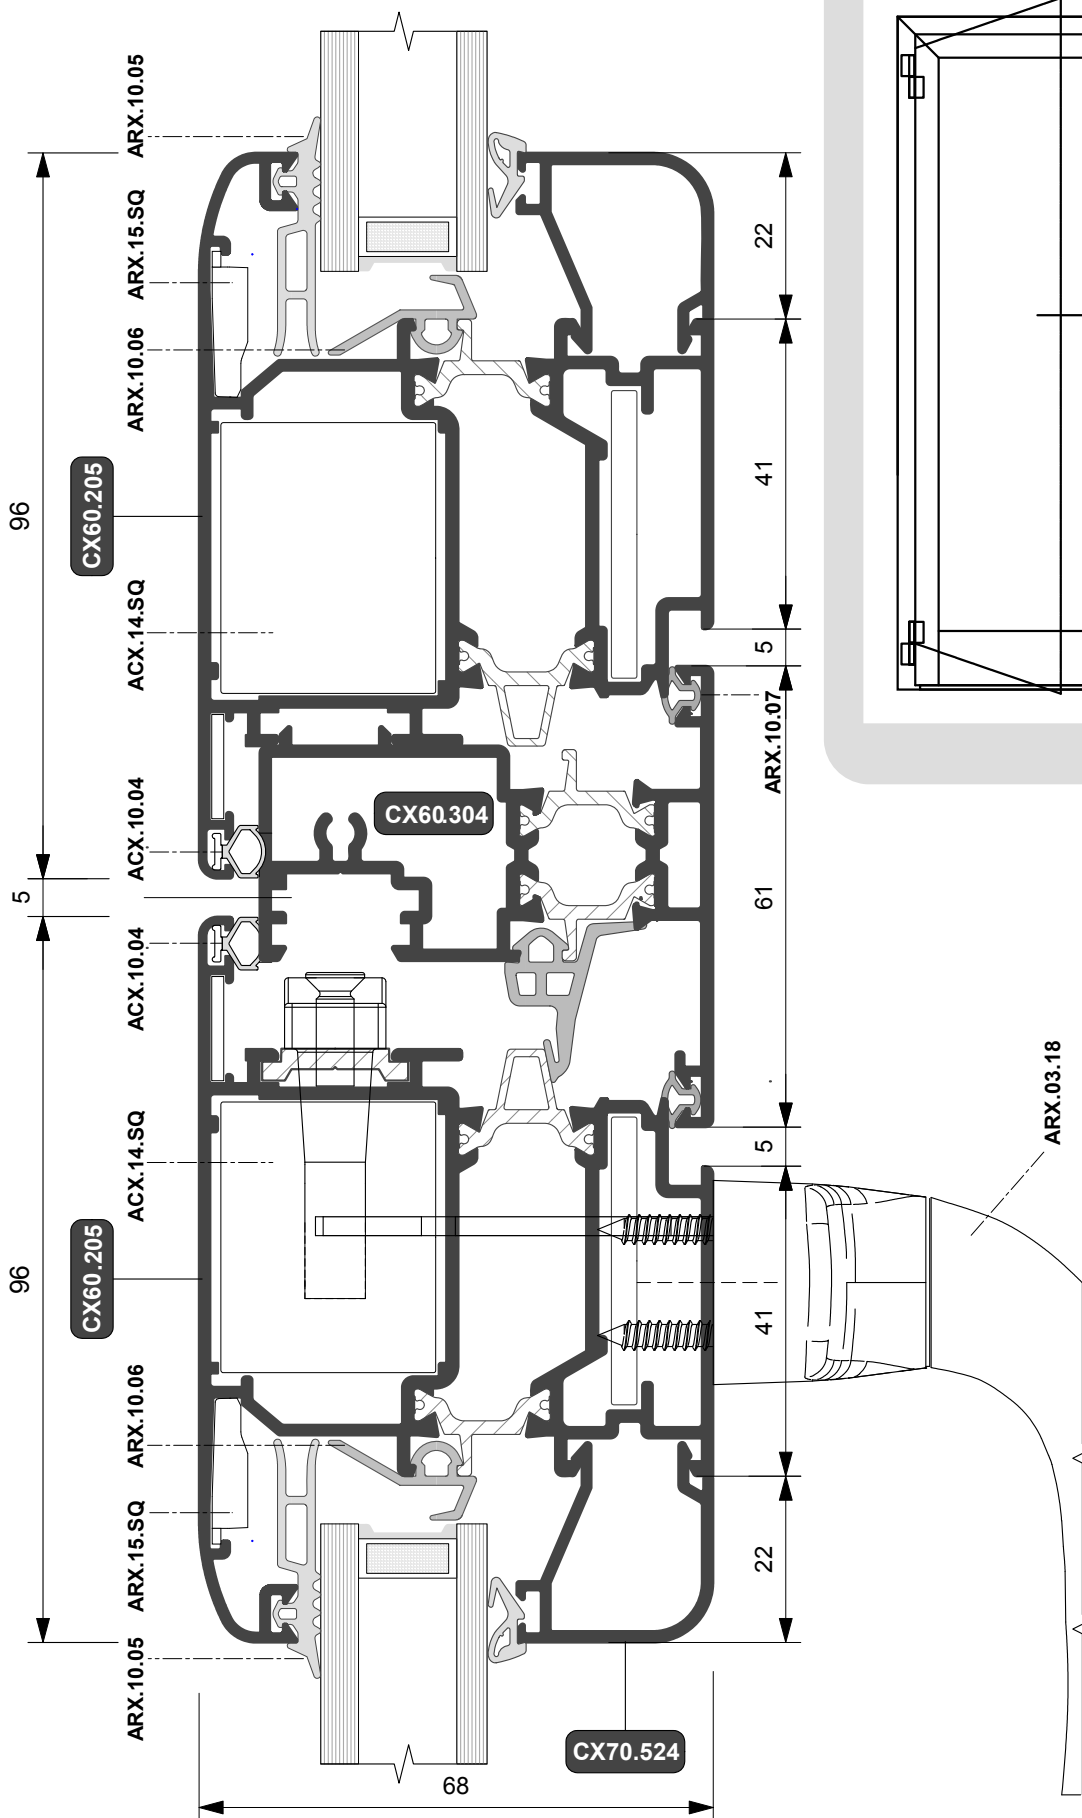 ARX.10.05
ARX.15.SQ
ARX.10.06
22
96
CX60.205
41
ACX.14.SQ
5
ARX.10.07
ACX.10.04
CX60.304
5
61
ACX.10.04
ARX.03.18
ACX.14.SQ
5
96
CX60.205
41
ARX.10.06
ARX.15.SQ
22
ARX.10.05
CX70.524
68